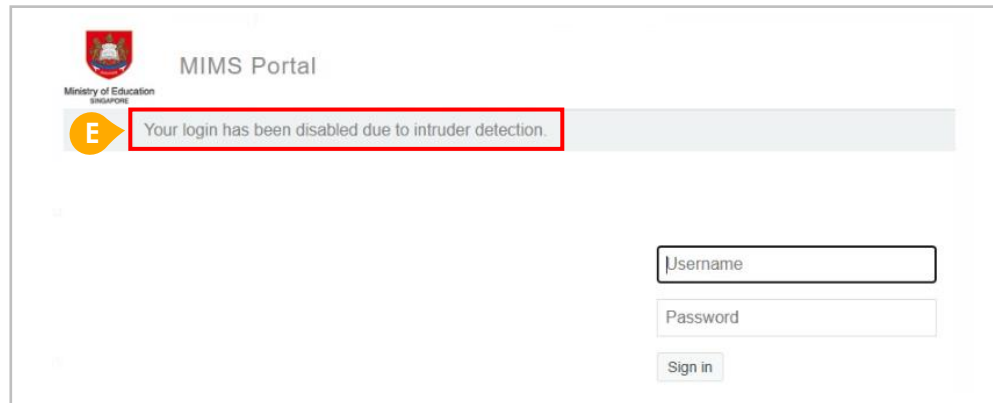 MIMS Portal
Ministry of Education
SINGAPORE
E
Your login has been disabled due to intruder detection.
Username
Password
Sign in